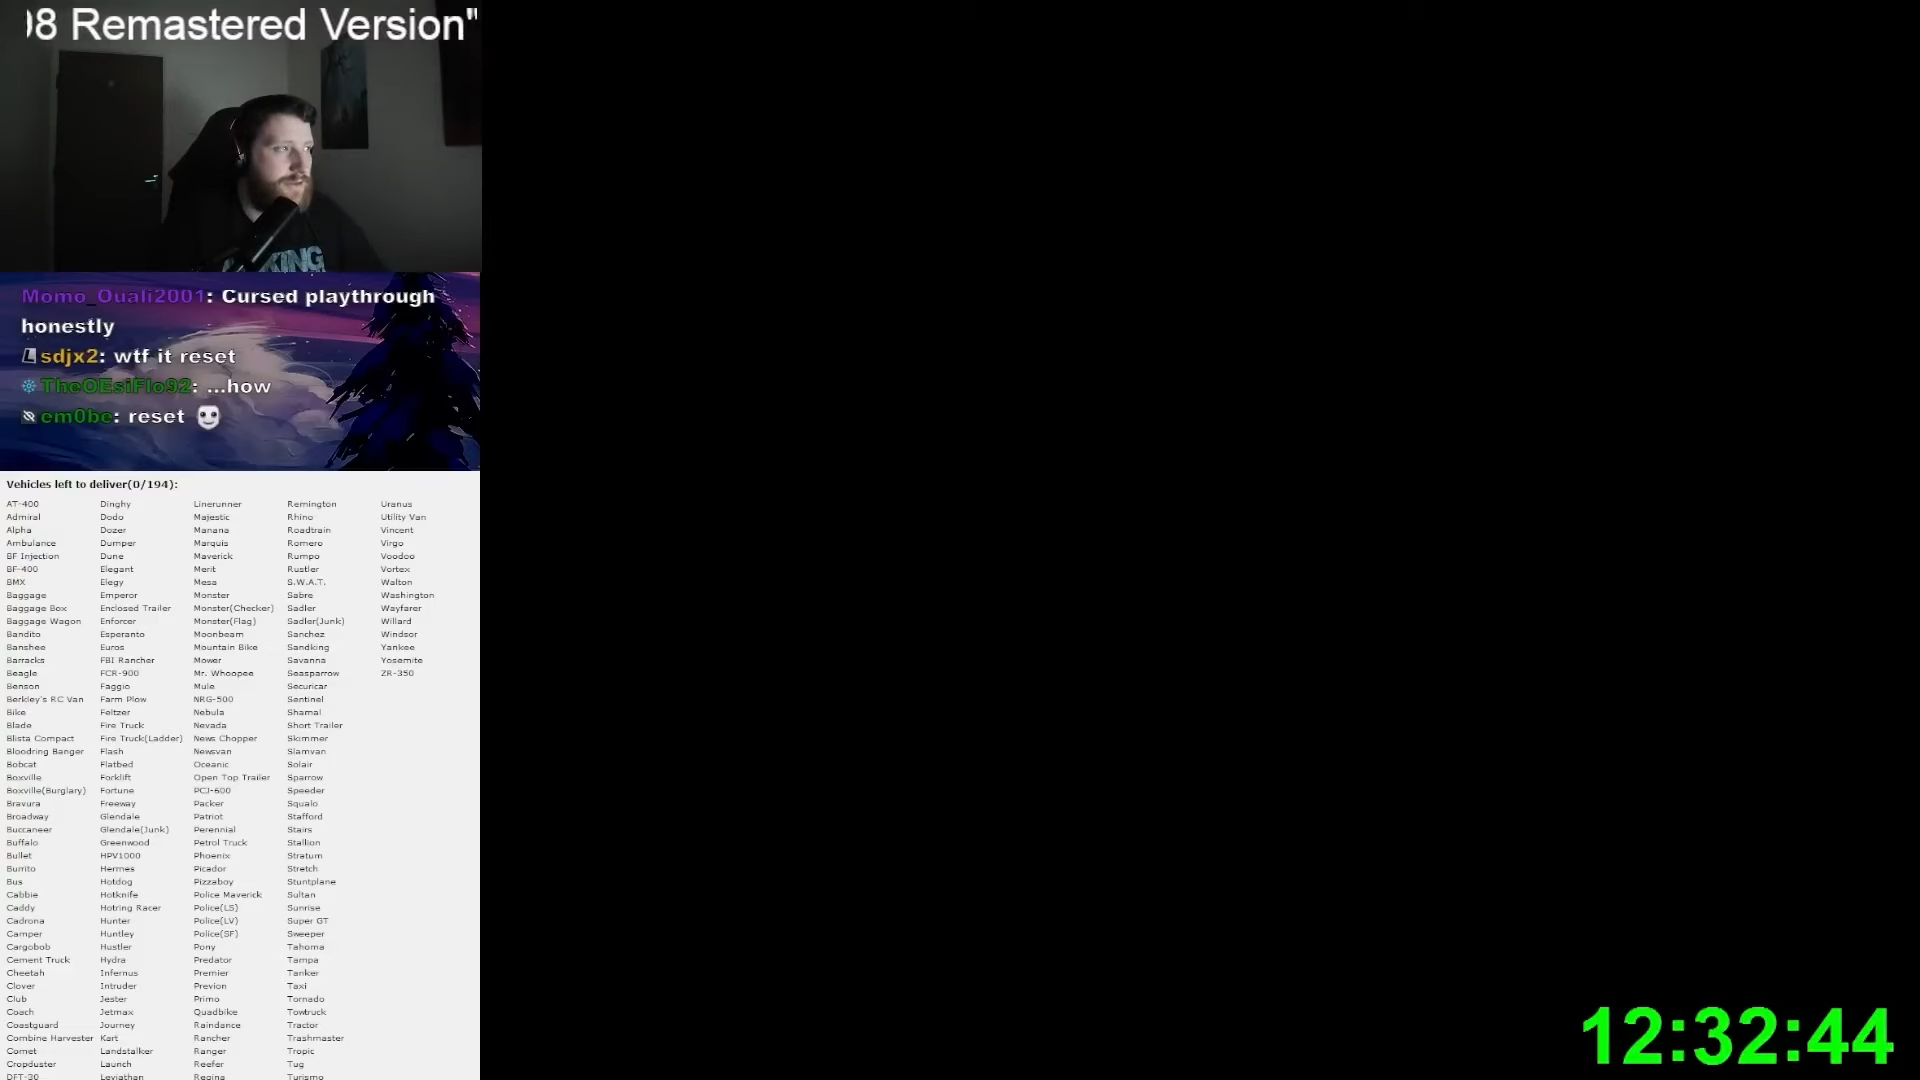 8 Remastered Version"
Momo_Ouali2001: Cursed playthrough
honestly
sdjx2: wtf it reset
TheOEsiFlo92: ...how
em0be: reset
Vehicles left to deliver(0/194):
AT-400 Dinghy Linerunner Remington Uranus
Admiral Dodo Majestic Rhino Utility Van
Alpha Dozer Manana Roadtrain Vincent
Ambulance Dumper Marquis Romero Virgo
BF Injection Dune Maverick Rumpo Voodoo
BF-400 Elegant Merit Rustler Vortex
BMX Elegy Mesa S.W.A.T. Walton
Baggage Emperor Monster Sabre Washington
Baggage Box Enclosed Trailer Monster(Checker) Sadler Wayfarer
Baggage Wagon Enforcer Monster(Flag) Sadler(Junk) Willard
Bandito Esperanto Moonbeam Sanchez Windsor
Banshee Euros Mountain Bike Sandking Yankee
Barracks FBI Rancher Mower Savanna Yosemite
Beagle FCR-900 Mr. Whoopee Seasparrow ZR-350
Benson Faggio Mule Securicar
Berkley's RC Van Farm Plow NRG-500 Sentinel
Bike Feltzer Nebula Shamal
Blade Fire Truck Nevada Short Trailer
Blista Compact Fire Truck(Ladder) News Chopper Skimmer
Bloodring Banger Flash Newsvan Slamvan
Bobcat Flatbed Oceanic Solair
Boxville Forklift Open Top Trailer Sparrow
Boxville(Burglary) Fortune PCJ-600 Speeder
Bravura Freeway Packer Squalo
Broadway Glendale Patriot Stafford
Buccaneer Glendale(Junk) Perennial Stairs
Buffalo Greenwood Petrol Truck Stallion
Bullet HPV1000 Phoenix Stratum
Burrito Hermes Picador Stretch
Bus Hotdog Pizzaboy Stuntplane
Cabbie Hotknife Police Maverick Sultan
Caddy Hotring Racer Police(LS) Sunrise
Cadrona Hunter Police(LV) Super GT
Camper Huntley Police(SF) Sweeper
Cargobob Hustler Pony Tahoma
Cement Truck Hydra Predator Tampa
Cheetah Infernus Premier Tanker
Clover Intruder Previon Taxi
Club Jester Primo Tornado
Coach Jetmax Quadbike Towtruck
Coastguard Journey Raindance Tractor
Combine Harvester Kart Rancher Trashmaster
Comet Landstalker Ranger Tropic
Cropduster Launch Reefer Tug
DFT-30 Leviathan Regina Turismo
12:32:44